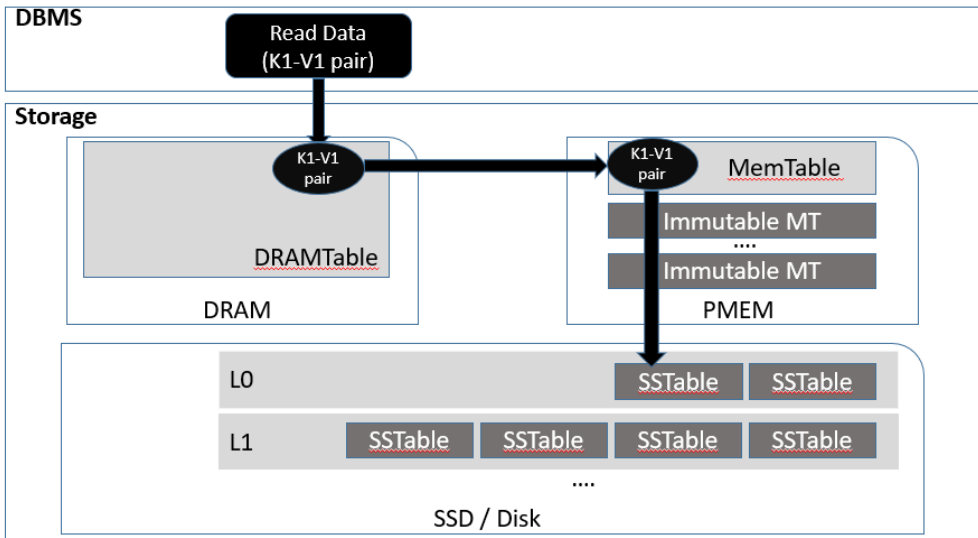 DBMS
Read Data
(K1-V1 pair)
Storage
K1-V1
pair
DRAMTable
DRAM
K1-V1
pair
MemTable
Immutable MT
....
Immutable MT
PMEM
L0
SSTable
SSTable
L1
SSTable
SSTable
SSTable
SSTable
....
SSD / Disk